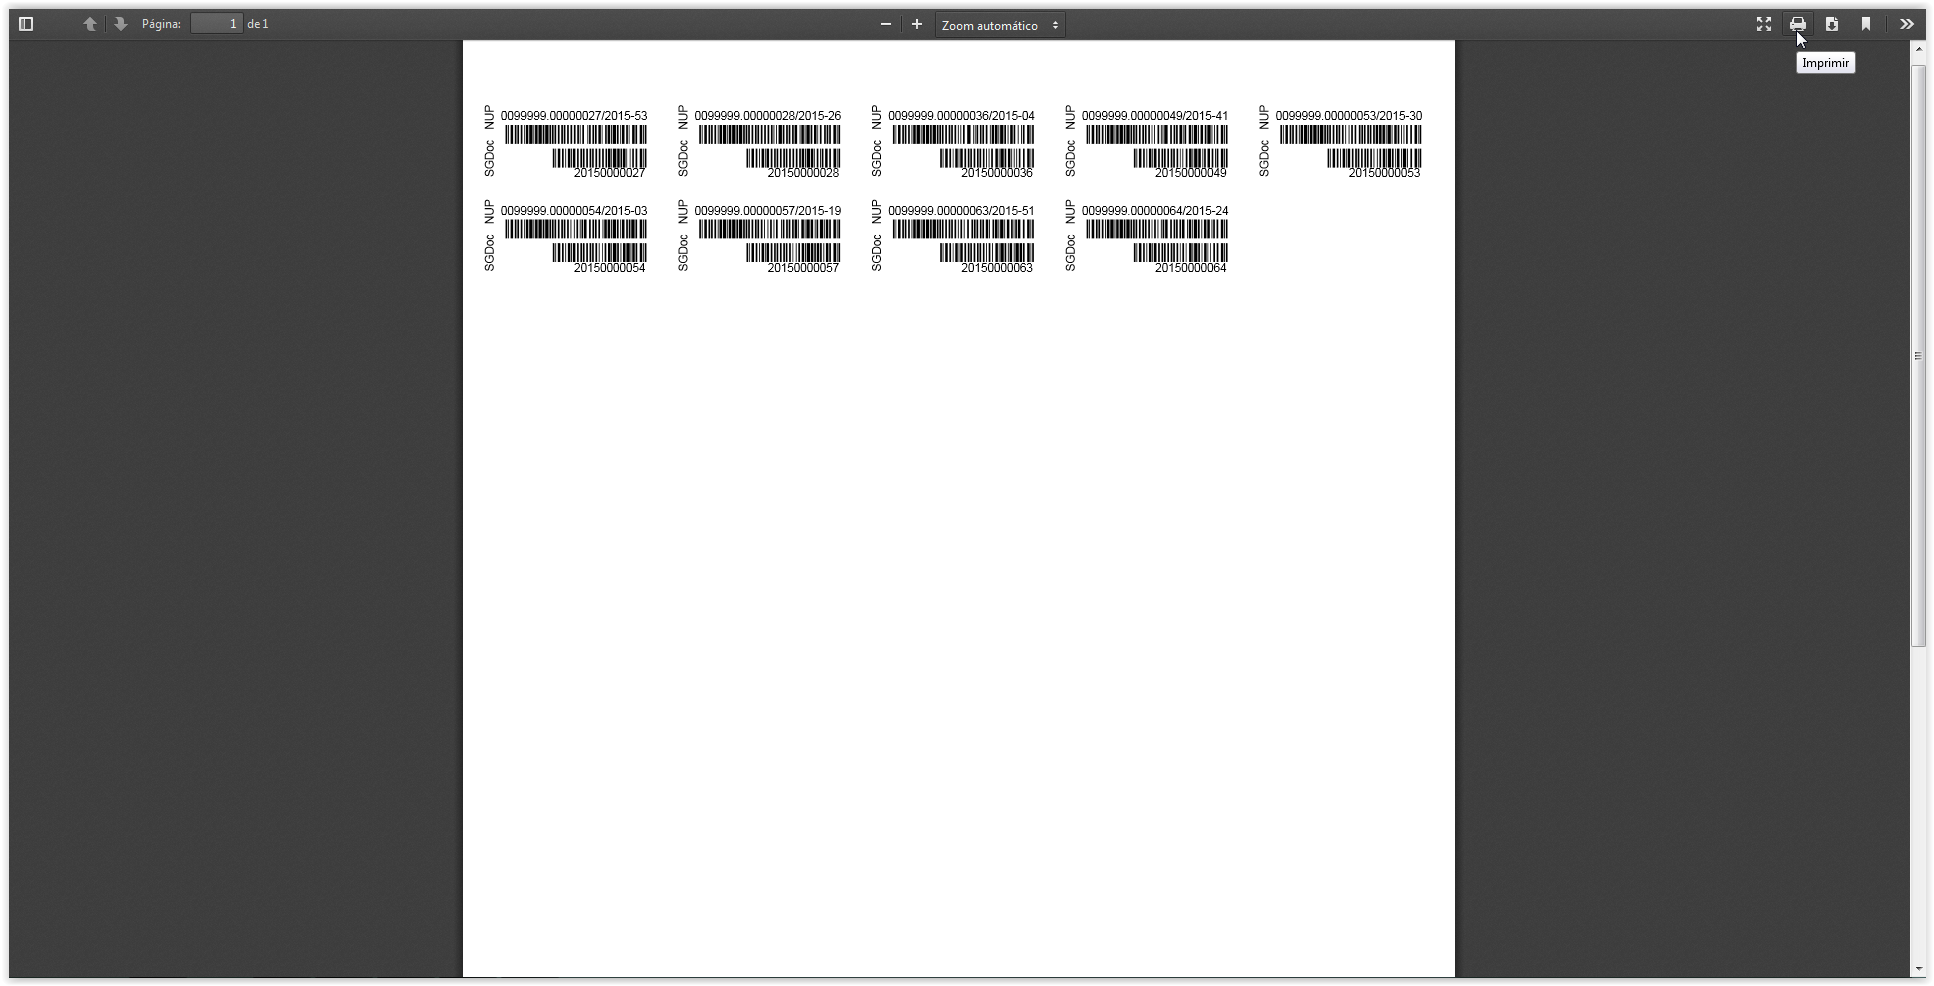 Página: 1 de 1
Zoom automático
Imprimir
NUP 0099999.00000027/2015-53
SGDoc 20150000027
NUP 0099999.00000028/2015-26
SGDoc 20150000028
NUP 0099999.00000036/2015-04
SGDoc 20150000036
NUP 0099999.00000049/2015-41
SGDoc 20150000049
NUP 0099999.00000053/2015-30
SGDoc 20150000053
NUP 0099999.00000054/2015-03
SGDoc 20150000054
NUP 0099999.00000057/2015-19
SGDoc 20150000057
NUP 0099999.00000063/2015-51
SGDoc 20150000063
NUP 0099999.00000064/2015-24
SGDoc 20150000064